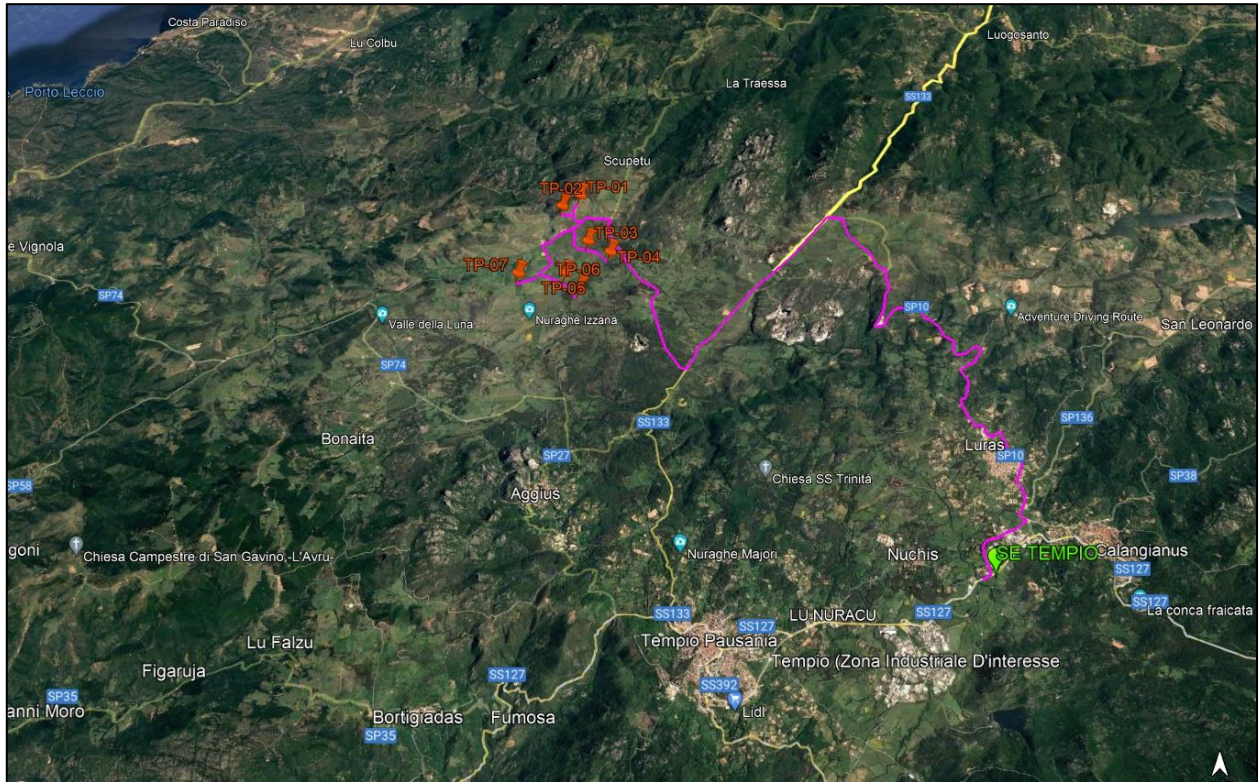 Costa Paradiso
Lu Colbu
Luogosanto
Porto Leccio
La Traessa
SS133
Scupetu
TP-02
TP-01
TP-03
TP-04
e Vignola
TP-07
TP-06
TP-05
SP74
Valle della Luna
Nuraghe Izzana
SP10
Adventure Driving Route
San Leonardo
SP74
SS133
SP136
Bonaita
SP27
Luras
SP10
Chiesa SS Trinità
SP38
SP58
Aggius
goni
Chiesa Campestre di San Gavino,-L'Avru-
Nuraghe Majori
Nuchis
SE TEMPIO
Calangianus
SS127
SS127
La conca fraicata
SS133
LU NURACU
SS127
SS127
Tempio Pausania
Lu Falzu
Tempio (Zona Industriale D'interesse
Figaruja
SS127
SS392
SP35
anni Moro
Bortigiadas
Fumosa
Lidl
SP35